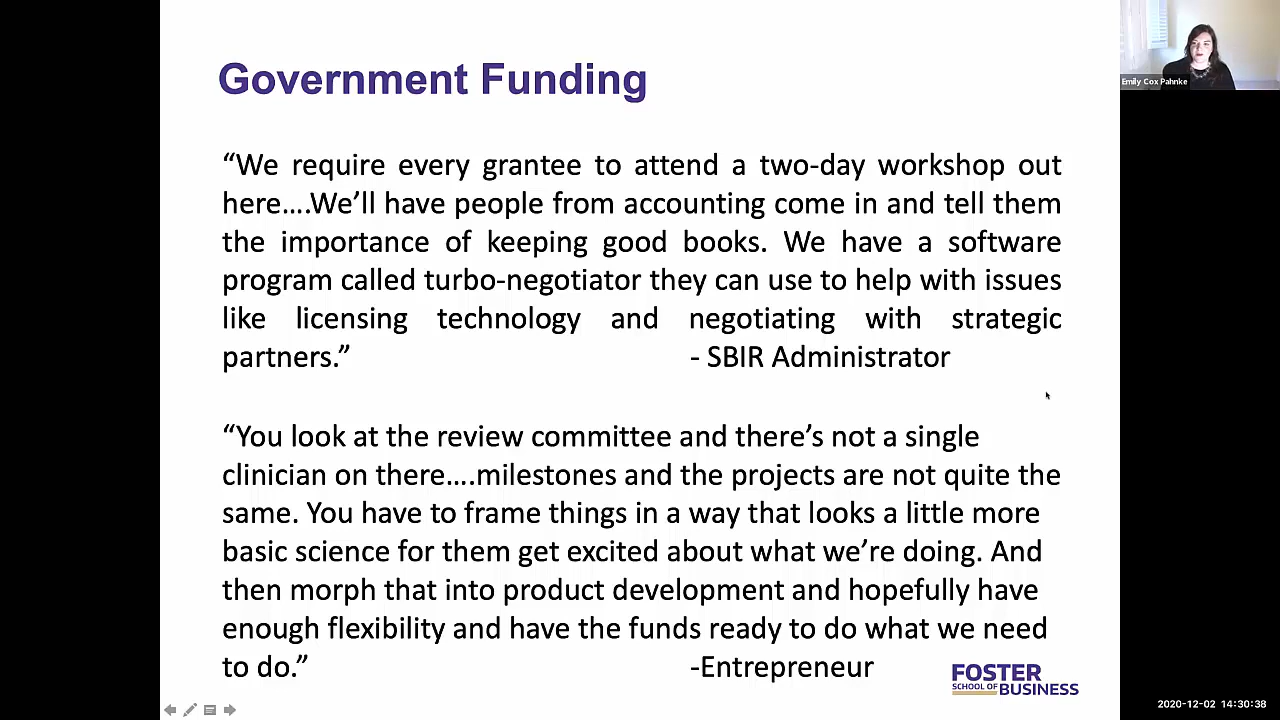 Government Funding
Emily Cox Pahnke
“We require every grantee to attend a two-day workshop out
here….We’ll have people from accounting come in and tell them
the importance of keeping good books. We have a software
program called turbo-negotiator they can use to help with issues
like licensing technology and negotiating with strategic
partners.” - SBIR Administrator
“You look at the review committee and there’s not a single
clinician on there….milestones and the projects are not quite the
same. You have to frame things in a way that looks a little more
basic science for them get excited about what we’re doing. And
then morph that into product development and hopefully have
enough flexibility and have the funds ready to do what we need
to do.” -Entrepreneur
FOSTER
SCHOOL OF BUSINESS
2020-12-02 14:30:38